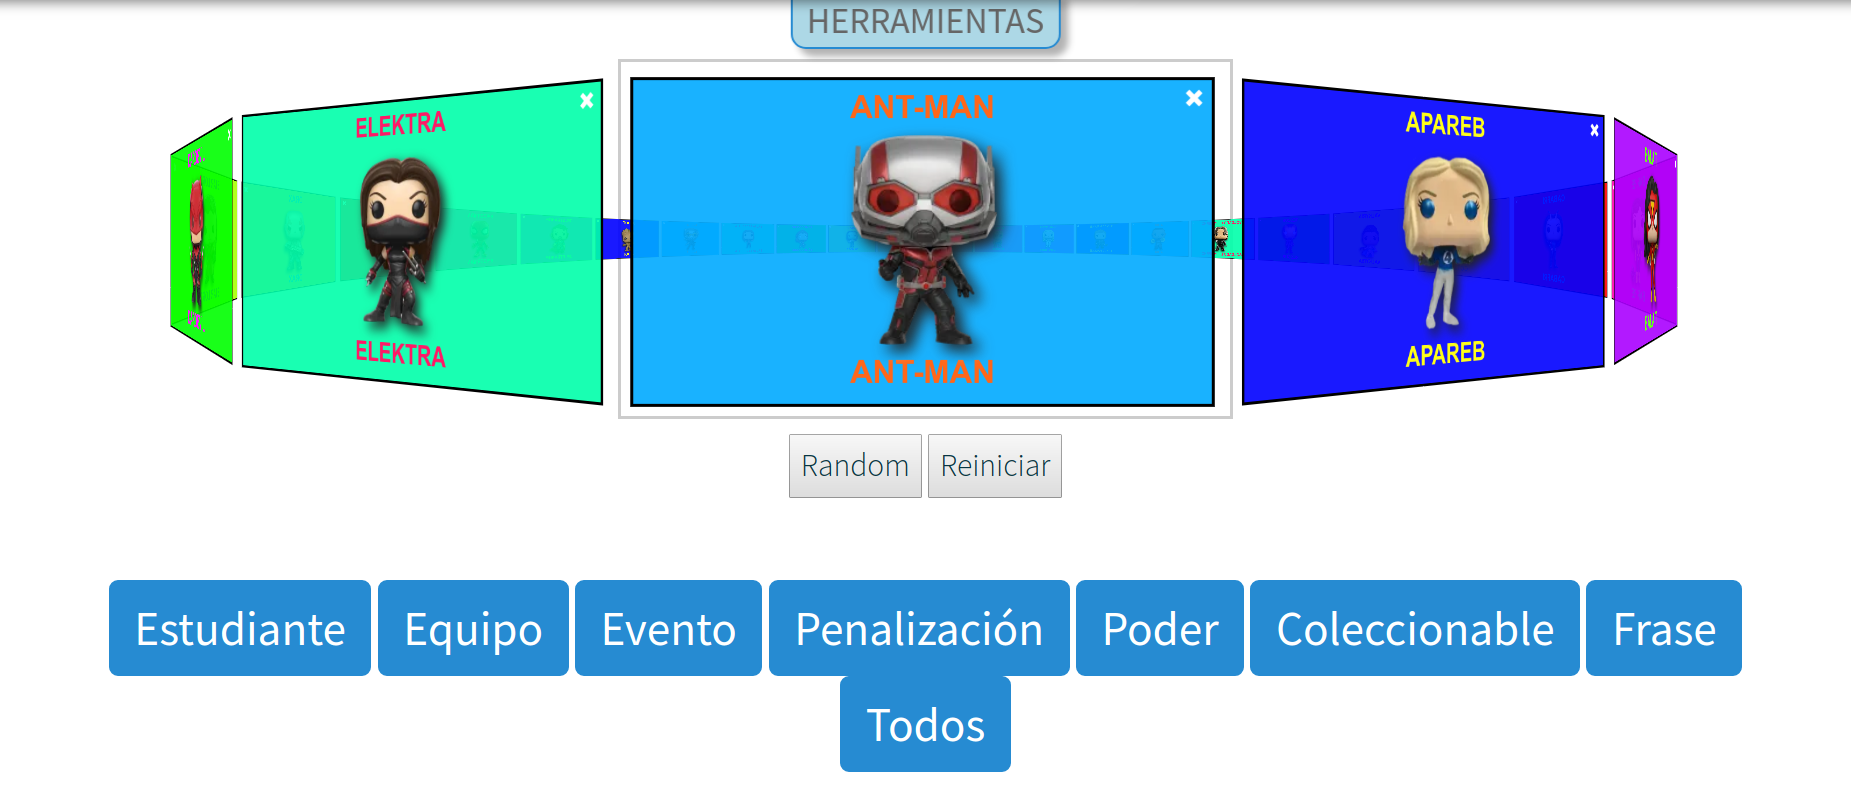 HERRAMIENTAS
ELEKTRA
ANT-MAN
APAREB
ELEKTRA
ANT-MAN
APAREB
Random
Reiniciar
Estudiante
Equipo
Evento
Penalización
Poder
Coleccionable
Frase
Todos